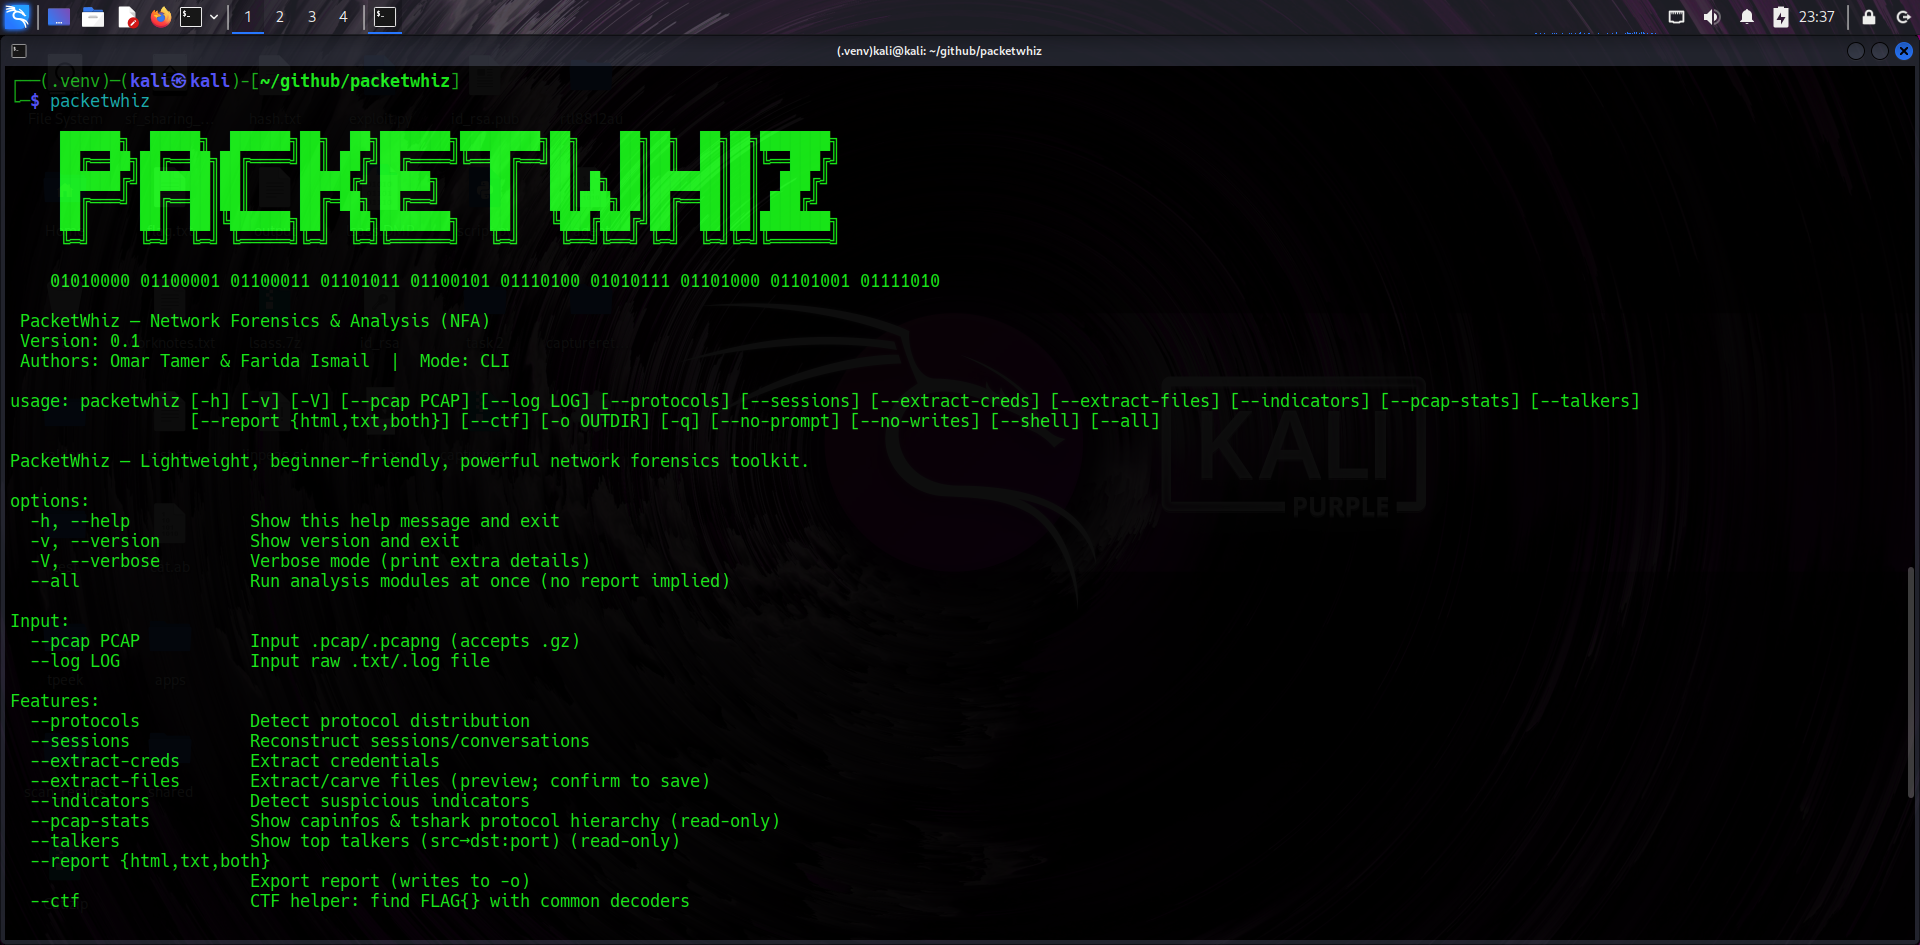 1 2 3 4
23:37
(.venv)kali@kali: ~/github/packetwhiz
(.venv)-(kali㉿kali)-[~/github/packetwhiz]
$ packetwhiz
PACKETWHIZ
01010000 01100001 01100011 01101011 01100101 01110100 01010111 01101000 01101001 01111010
PacketWhiz — Network Forensics & Analysis (NFA)
Version: 0.1
Authors: Omar Tamer & Farida Ismail | Mode: CLI
usage: packetwhiz [-h] [-v] [-V] [--pcap PCAP] [--log LOG] [--protocols] [--sessions] [--extract-creds] [--extract-files] [--indicators] [--pcap-stats] [--talkers]
[--report {html,txt,both}] [--ctf] [-o OUTDIR] [-q] [--no-prompt] [--no-writes] [--shell] [--all]
PacketWhiz — Lightweight, beginner-friendly, powerful network forensics toolkit.
options:
-h, --help Show this help message and exit
-v, --version Show version and exit
-V, --verbose Verbose mode (print extra details)
--all Run analysis modules at once (no report implied)
Input:
--pcap PCAP Input .pcap/.pcapng (accepts .gz)
--log LOG Input raw .txt/.log file
Features:
--protocols Detect protocol distribution
--sessions Reconstruct sessions/conversations
--extract-creds Extract credentials
--extract-files Extract/carve files (preview; confirm to save)
--indicators Detect suspicious indicators
--pcap-stats Show capinfos & tshark protocol hierarchy (read-only)
--talkers Show top talkers (src→dst:port) (read-only)
--report {html,txt,both}
Export report (writes to -o)
--ctf CTF helper: find FLAG{} with common decoders
KALI
PURPLE